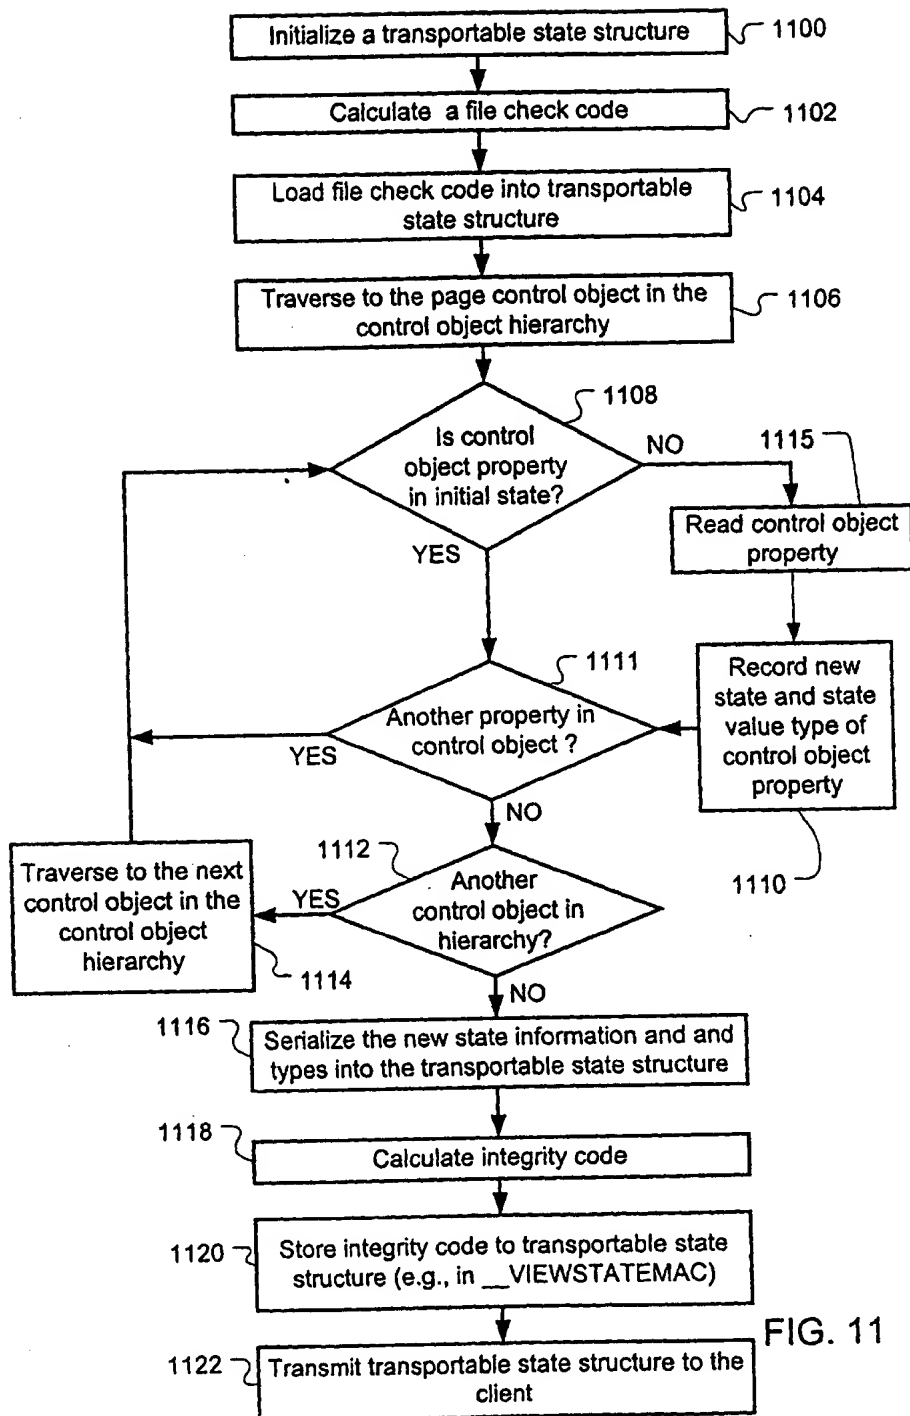 Initialize a transportable state structure
1100
Calculate a file check code
1102
Load file check code into transportable
state structure
1104
Traverse to the page control object in the
control object hierarchy
1106
1108
Is control
object property
in initial state?
NO
YES
1115
Read control object
property
1111
Another property in
control object ?
YES
NO
Record new
state and state
value type of
control object
property
1110
1112
Another
control object in
hierarchy?
YES
NO
Traverse to the next
control object in the
control object
hierarchy
1114
1116
Serialize the new state information and and
types into the transportable state structure
1118
Calculate integrity code
1120
Store integrity code to transportable state
structure (e.g., in __VIEWSTATEMAC)
1122
Transmit transportable state structure to the
client
FIG. 11